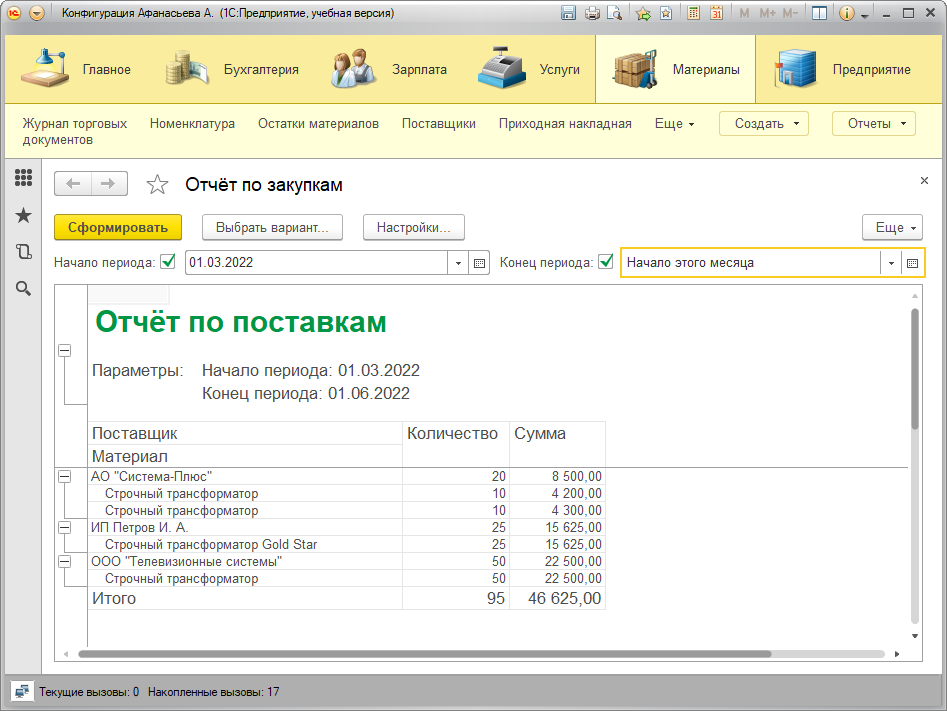 Конфигурация Афанасьева А. (1С:Предприятие, учебная версия)
31 M M+ M-
Главное Бухгалтерия Зарплата Услуги Материалы Предприятие
Журнал торговых документов Номенклатура Остатки материалов Поставщики Приходная накладная Еще Создать Отчеты
Отчёт по закупкам
Сформировать Выбрать вариант... Настройки... Еще
Начало периода: 01.03.2022 Конец периода: Начало этого месяца
Отчёт по поставкам
Параметры: Начало периода: 01.03.2022
Конец периода: 01.06.2022
Поставщик Количество Сумма
Материал
АО "Система-Плюс" 20 8 500,00
Строчный трансформатор 10 4 200,00
Строчный трансформатор 10 4 300,00
ИП Петров И. А. 25 15 625,00
Строчный трансформатор Gold Star 25 15 625,00
ООО "Телевизионные системы" 50 22 500,00
Строчный трансформатор 50 22 500,00
Итого 95 46 625,00
Текущие вызовы: 0 Накопленные вызовы: 17